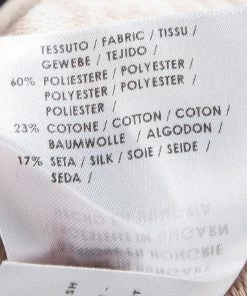 TESSUTO / FABRIC / TISSU /
GEWEBE / TEJIDO /
60% POLIESTERE / POLYESTER /
POLYESTER / POLYESTER /
POLIESTER /
23% COTONE / COTTON / COTON /
BAUMWOLLE / ALGODON /
17% SETA / SILK / SOIE / SEIDE /
SEDA /